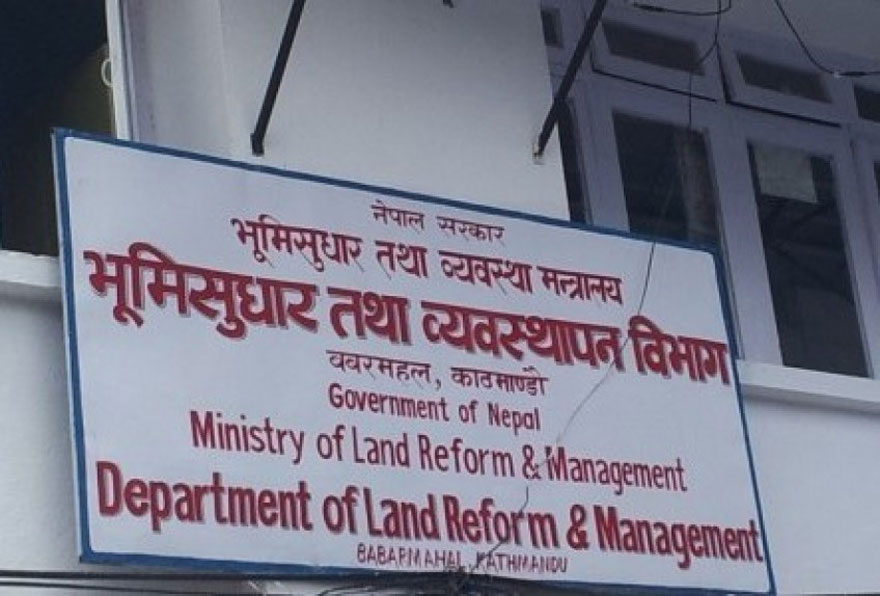 नेपाल सरकार
भूमिसुधार तथा व्यवस्था मन्त्रालय
भूमिसुधार तथा व्यवस्थापन विभाग
ववरमहल, काठमाण्डौ
Government of Nepal
Ministry of Land Reform & Management
Department of Land Reform & Management
BABARMAHAL, KATHMANDU